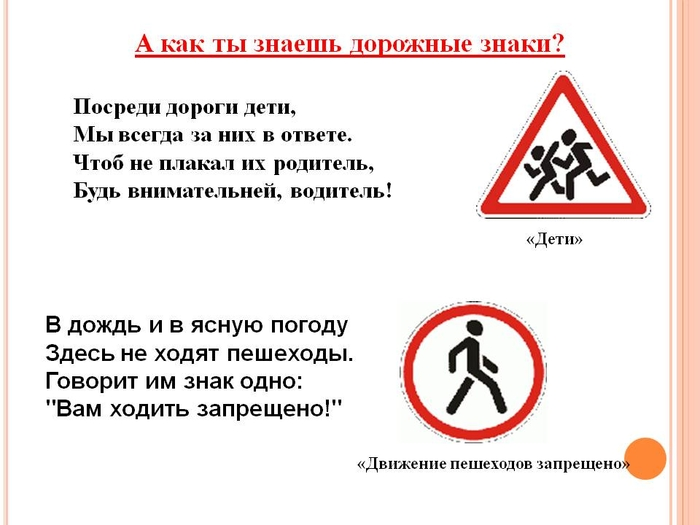 А как ты знаешь дорожные знаки?
Посреди дороги дети,
Мы всегда за них в ответе.
Чтоб не плакал их родитель,
Будь внимательней, водитель!
«Дети»
В дождь и в ясную погоду
Здесь не ходят пешеходы.
Говорит им знак одно:
"Вам ходить запрещено!"
«Движение пешеходов запрещено»